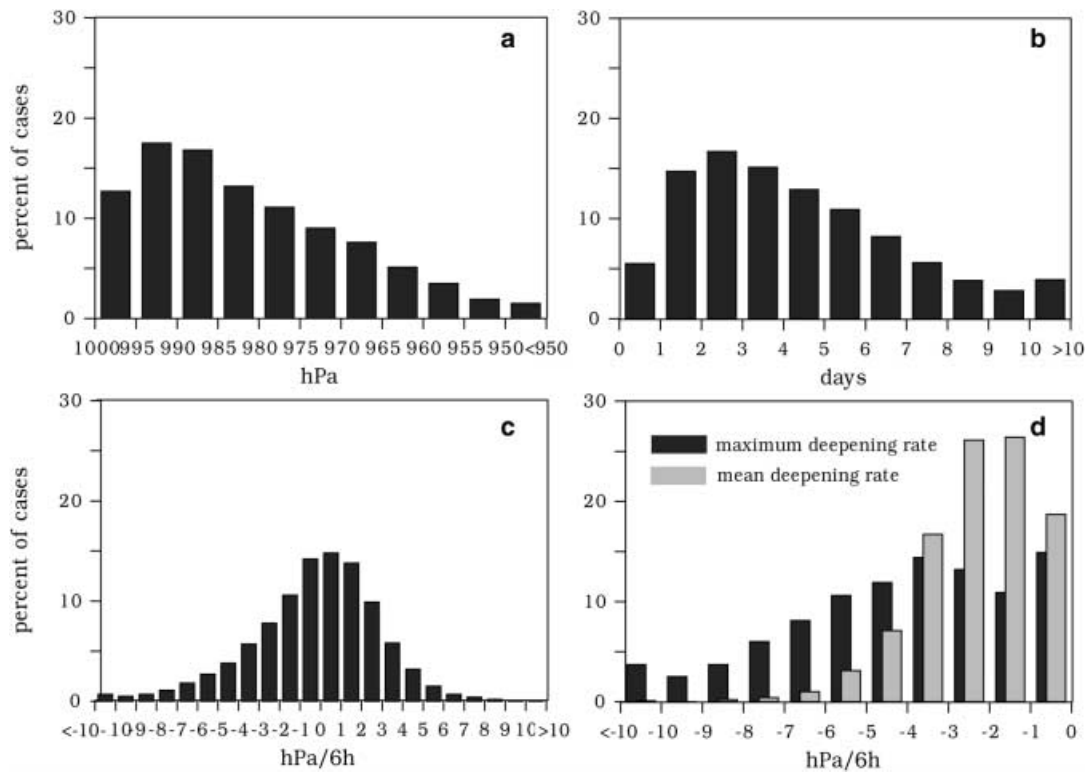 30
a
20
10
0
percent of cases
1000995 990 985 980 975 970 965 960 955 950 <950
hPa
30
b
20
10
0
0 1 2 3 4 5 6 7 8 9 10 >10
days
30
c
20
10
0
percent of cases
<-10 -10 -9 -8 -7 -6 -5 -4 -3 -2 -1 0 1 2 3 4 5 6 7 8 9 10 >10
hPa/6h
30
d
maximum deepening rate
mean deepening rate
20
10
0
<-10 -10 -9 -8 -7 -6 -5 -4 -3 -2 -1 0
hPa/6h